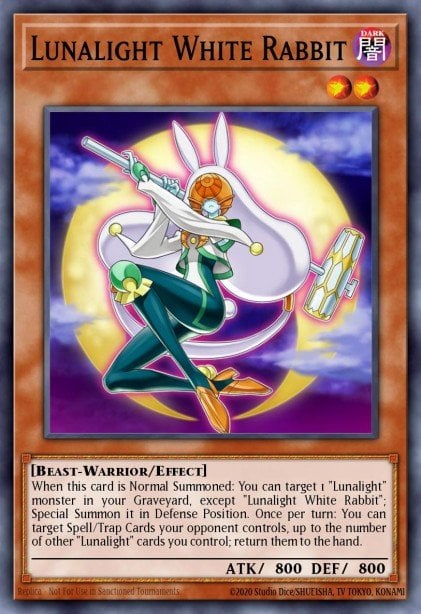 Lunalight White Rabbit
DARK
闇
[Beast-Warrior/Effect]
When this card is Normal Summoned: You can target 1 "Lunalight"
monster in your Graveyard, except "Lunalight White Rabbit";
Special Summon it in Defense Position. Once per turn: You can
target Spell/Trap Cards your opponent controls, up to the number
of other "Lunalight" cards you control; return them to the hand.
ATK/ 800 DEF/ 800
Replica - Not For Use in Sanctioned Tournaments
©2020 Studio Dice/SHUEISHA, TV TOKYO, KONAMI